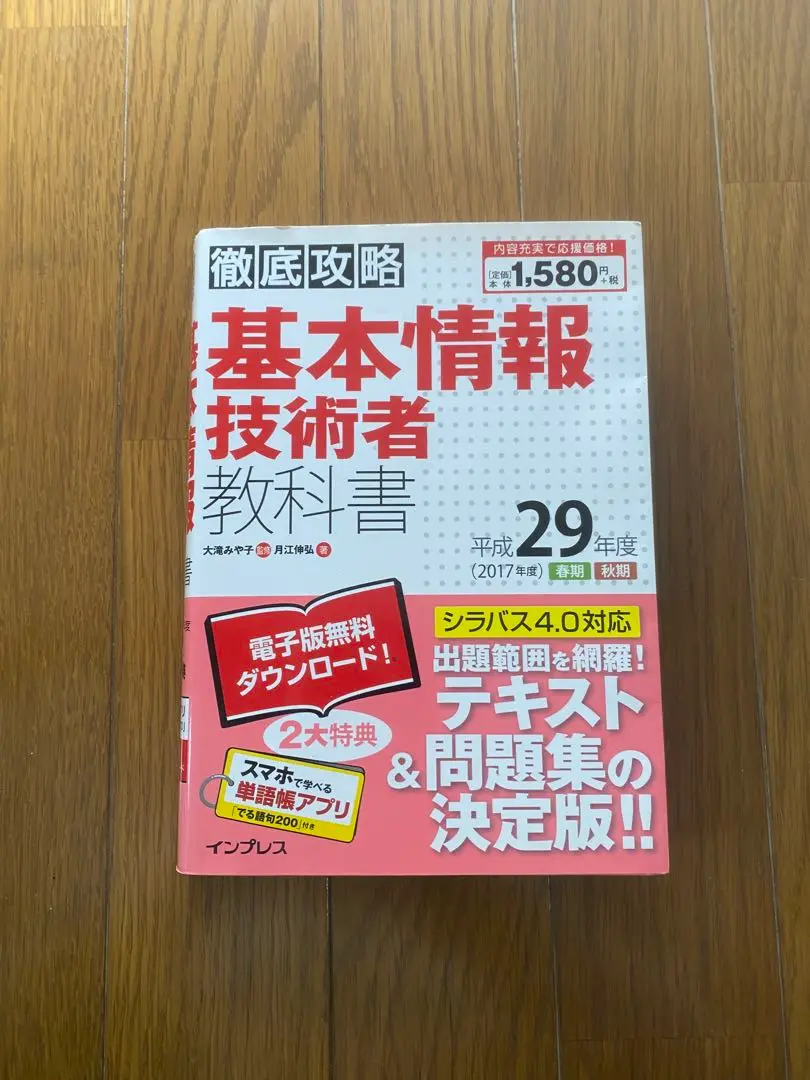 徹底攻略
内容充実で応援価格!
[定価]本体1,580円+税
基本情報
技術者
教科書
大滝みや子 監修 月江伸弘 著
平成29年度
(2017年度) 春期 秋期
シラバス4.0対応
出題範囲を網羅!
テキスト
&問題集の
決定版!!
電子版無料
ダウンロード!
2大特典
スマホで学べる
単語帳アプリ
「でる語句200」付き
インプレス